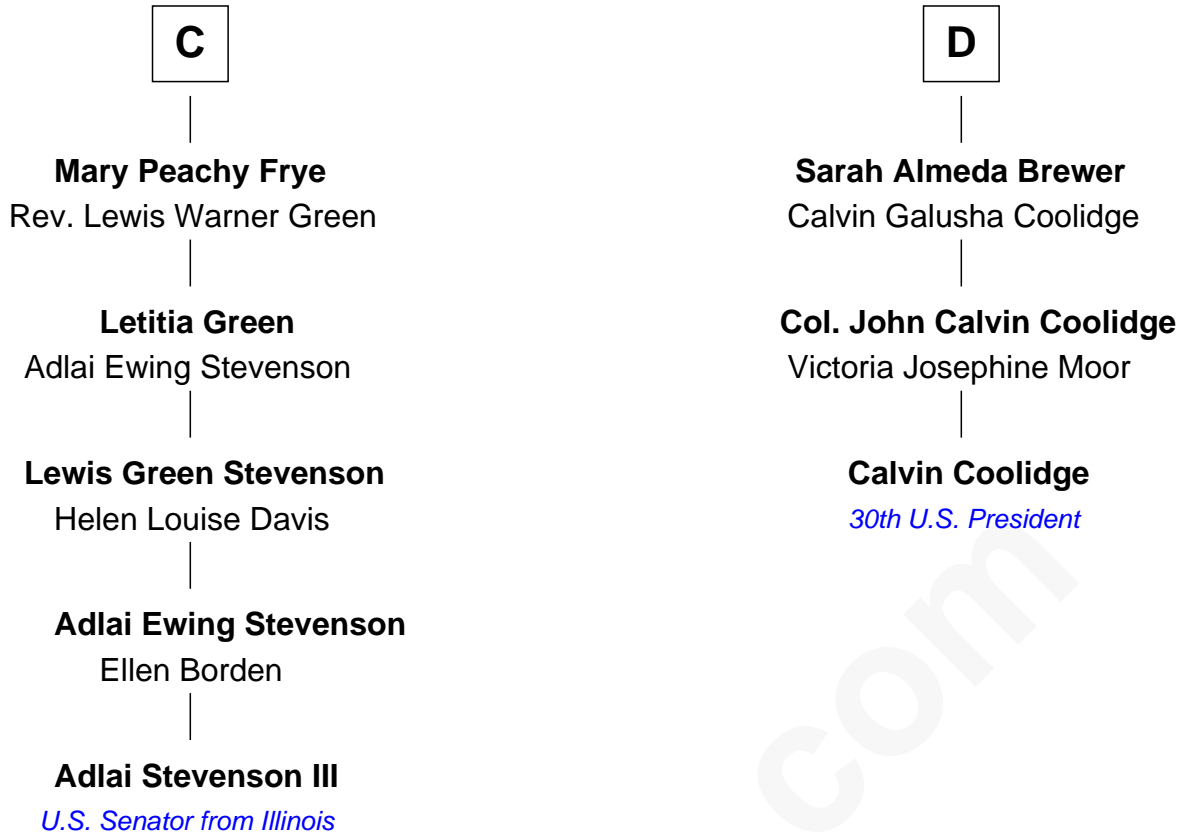 C
Mary Peachy Frye
Rev. Lewis Warner Green
Letitia Green
Adlai Ewing Stevenson
Lewis Green Stevenson
Helen Louise Davis
Adlai Ewing Stevenson
Ellen Borden
Adlai Stevenson III
U.S. Senator from Illinois
D
Sarah Almeda Brewer
Calvin Galusha Coolidge
Col. John Calvin Coolidge
Victoria Josephine Moor
Calvin Coolidge
30th U.S. President
com